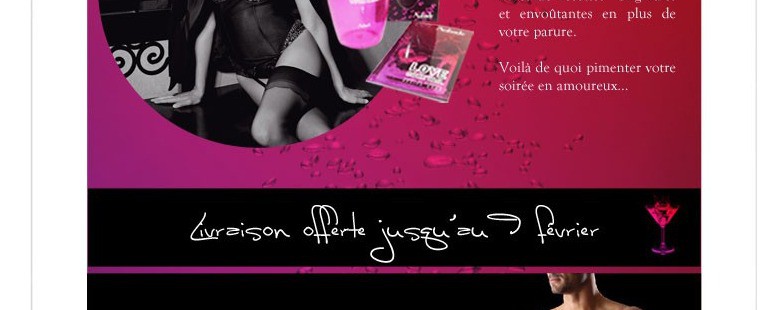 et envoûtantes en plus de
votre parure.
Voilà de quoi pimenter votre
soirée en amoureux...
LOVE
Livraison offerte jusqu'au 7 février